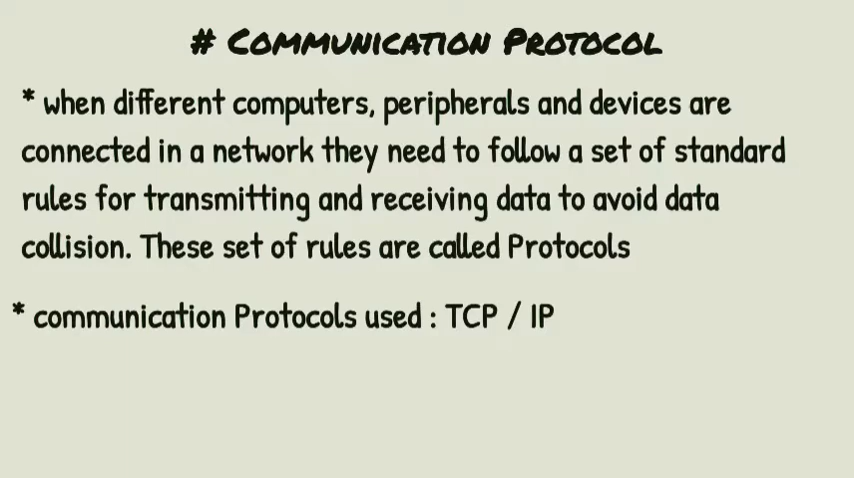 # Communication Protocol
* when different computers, peripherals and devices are
connected in a network they need to follow a set of standard
rules for transmitting and receiving data to avoid data
collision. These set of rules are called Protocols
* communication Protocols used : TCP / IP